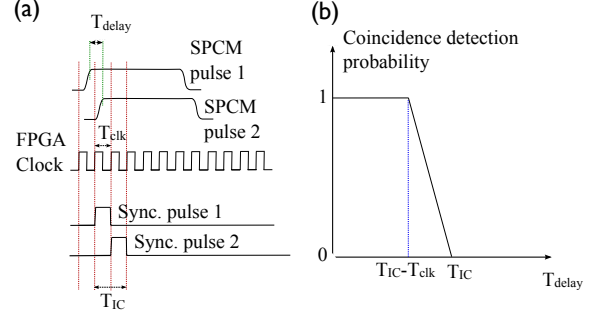 (a)
T_delay
SPCM
pulse 1
SPCM
pulse 2
T_clk
FPGA
Clock
Sync. pulse 1
Sync. pulse 2
T_IC
(b)
Coincidence detection
probability
1
0
T_IC-T_clk
T_IC
T_delay